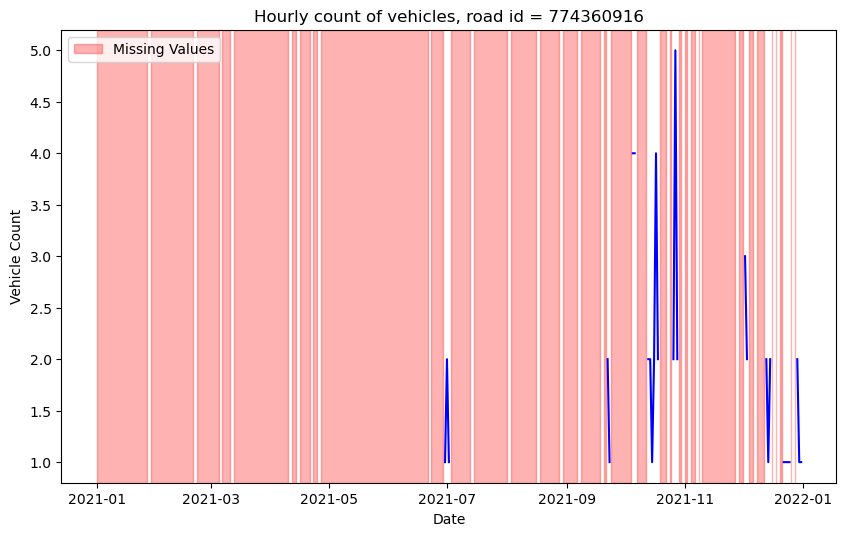 Hourly count of vehicles, road id = 774360916
Missing Values
Vehicle Count
5.0
4.5
4.0
3.5
3.0
2.5
2.0
1.5
1.0
2021-01 2021-03 2021-05 2021-07 2021-09 2021-11 2022-01
Date